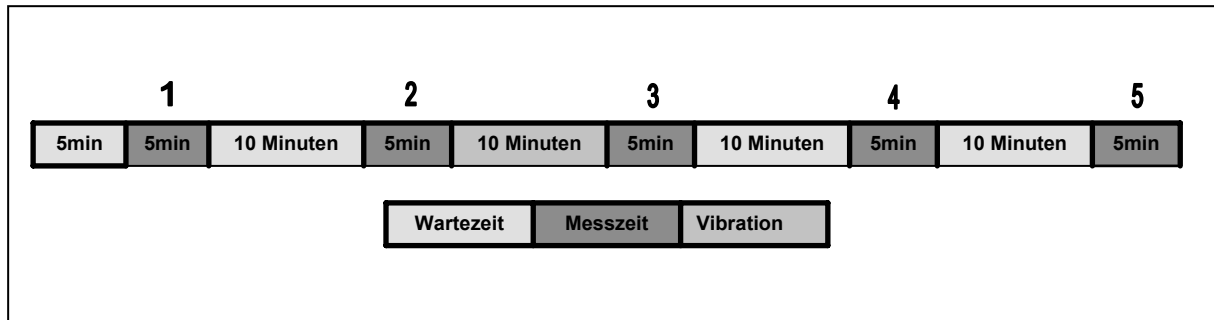 1 2 3 4 5
5min 5min 10 Minuten 5min 10 Minuten 5min 10 Minuten 5min 10 Minuten 5min
Wartezeit Messzeit Vibration